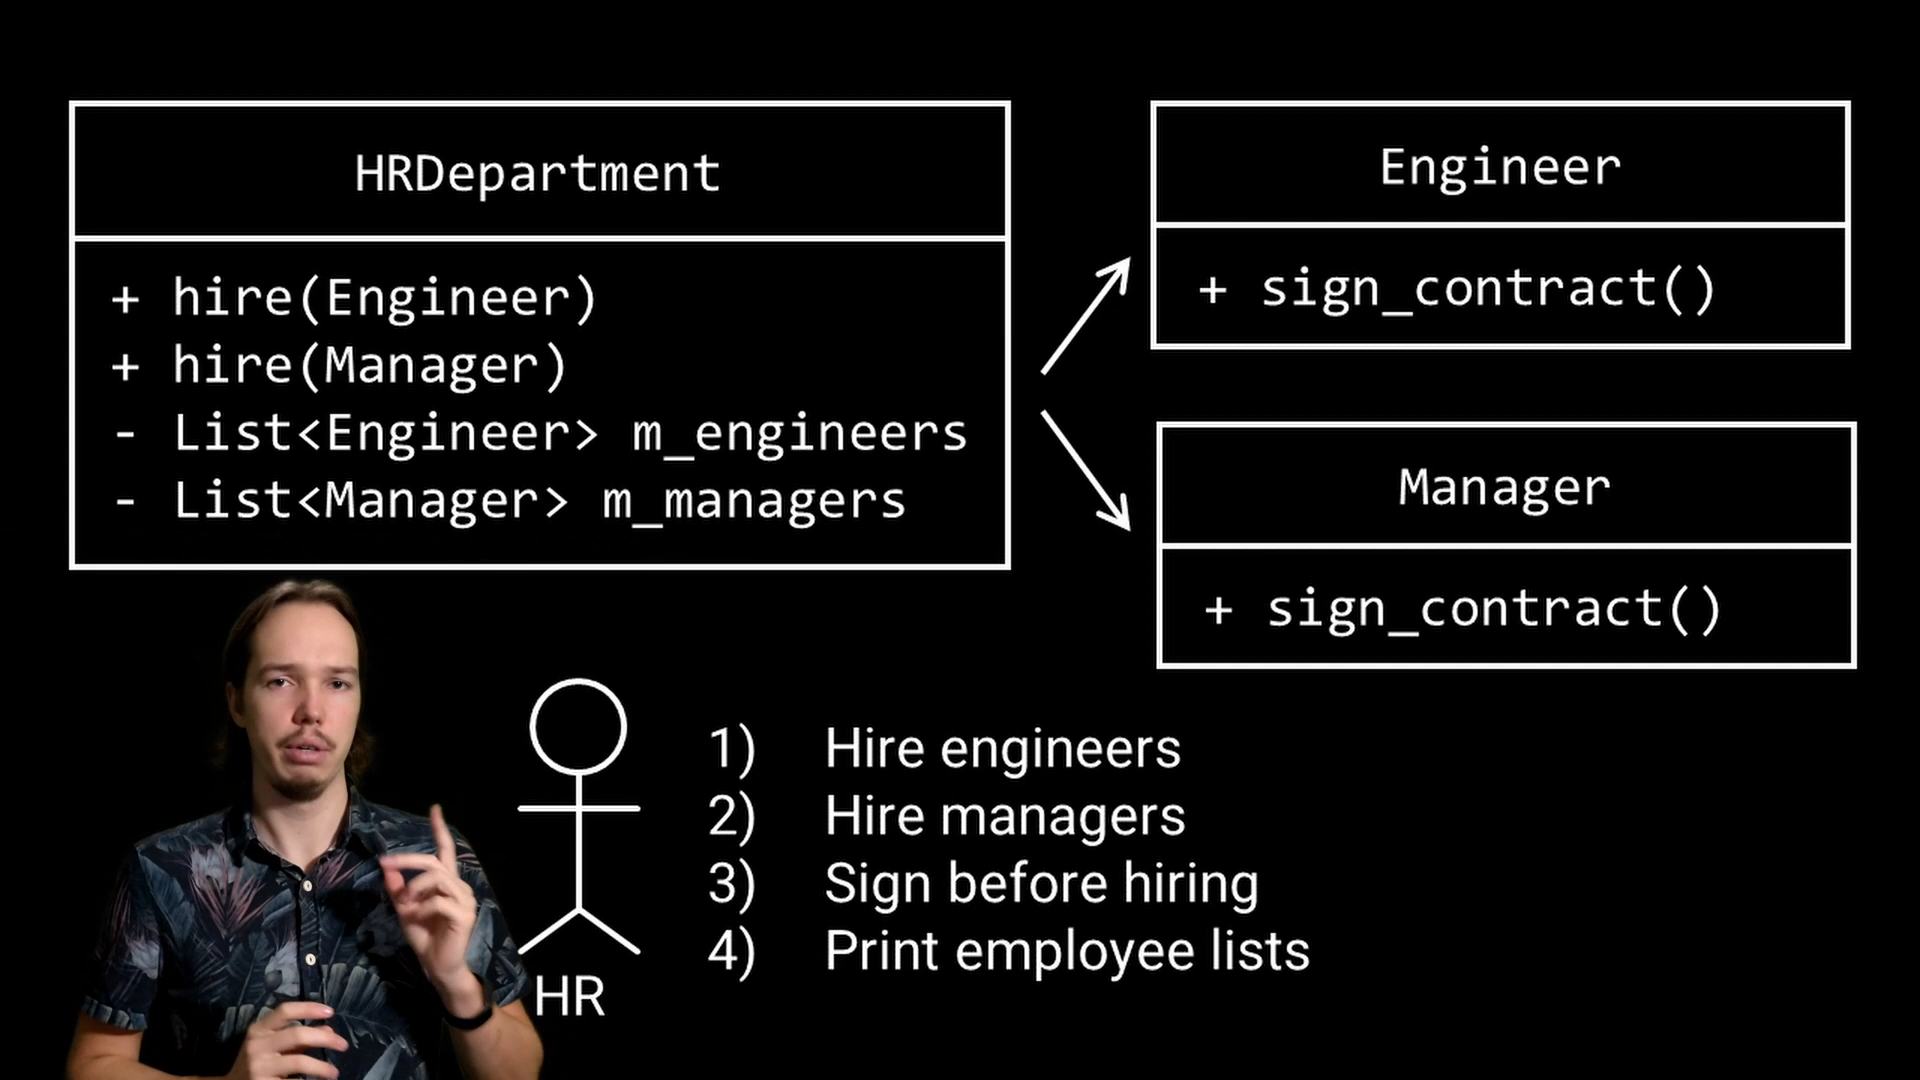 HRDepartment
+ hire(Engineer)
+ hire(Manager)
- List<Engineer> m_engineers
- List<Manager> m_managers
Engineer
+ sign_contract()
Manager
+ sign_contract()
HR
1) Hire engineers
2) Hire managers
3) Sign before hiring
4) Print employee lists